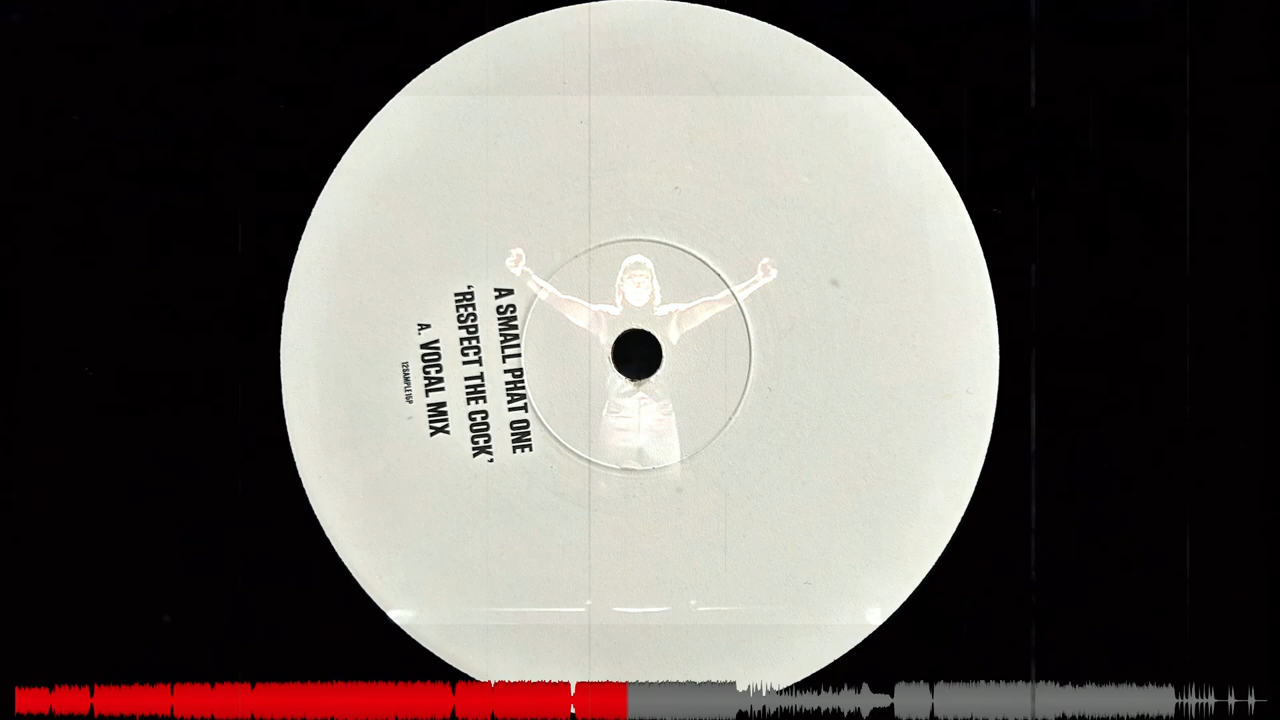 A SMALL PHAT ONE
‘RESPECT THE COCK’
A. VOCAL MIX
12SAMPLE15P